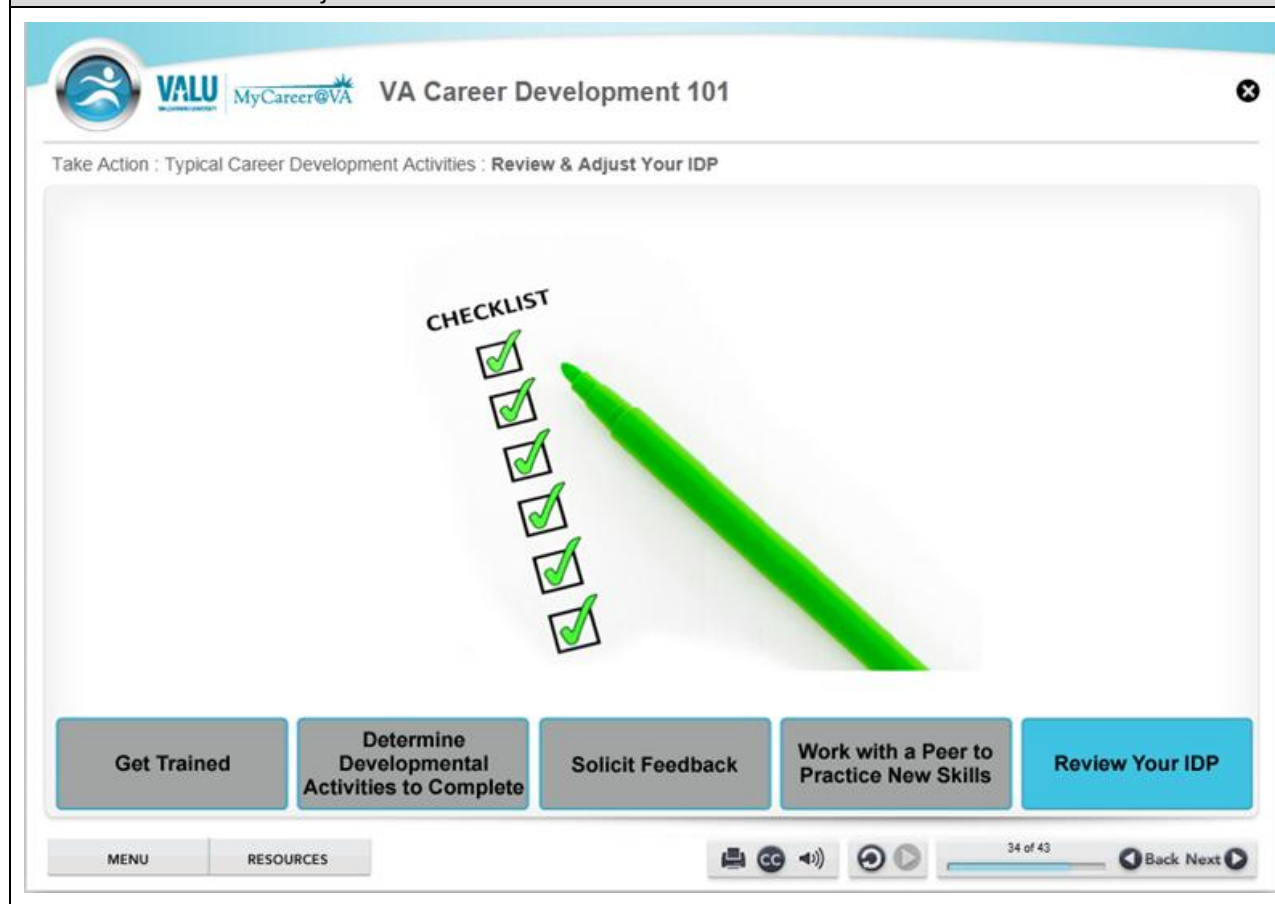 VALU
MyCareer@VA
VA Career Development 101
Take Action : Typical Career Development Activities : Review & Adjust Your IDP
CHECKLIST
Get Trained
Determine
Developmental
Activities to Complete
Solicit Feedback
Work with a Peer to
Practice New Skills
Review Your IDP
MENU
RESOURCES
CC
34 of 43
Back Next